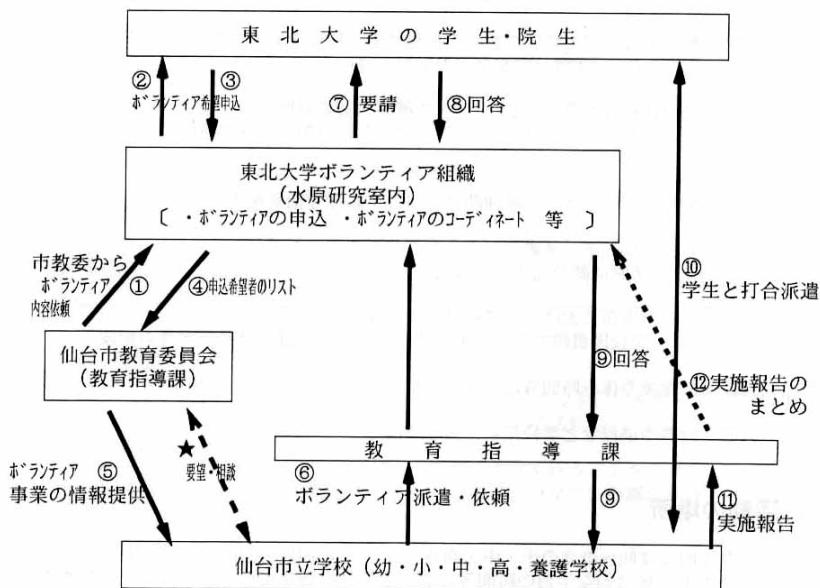 東北大学の学生・院生
②
③
ボランティア希望申込
⑦要請
⑧回答
東北大学ボランティア組織
(水原研究室内)
〔 ・ボランティアの申込 ・ボランティアのコーディネート 等 〕
市教委から
ボランティア ①
内容依頼
④申込希望者のリスト
⑩
学生と打合派遣
仙台市教育委員会
(教育指導課)
⑨回答
⑫実施報告の
まとめ
教育指導課
★
要望・相談
ボランティア ⑤
事業の情報提供
⑥
ボランティア派遣・依頼
⑨
⑪
実施報告
仙台市立学校(幼・小・中・高・養護学校)